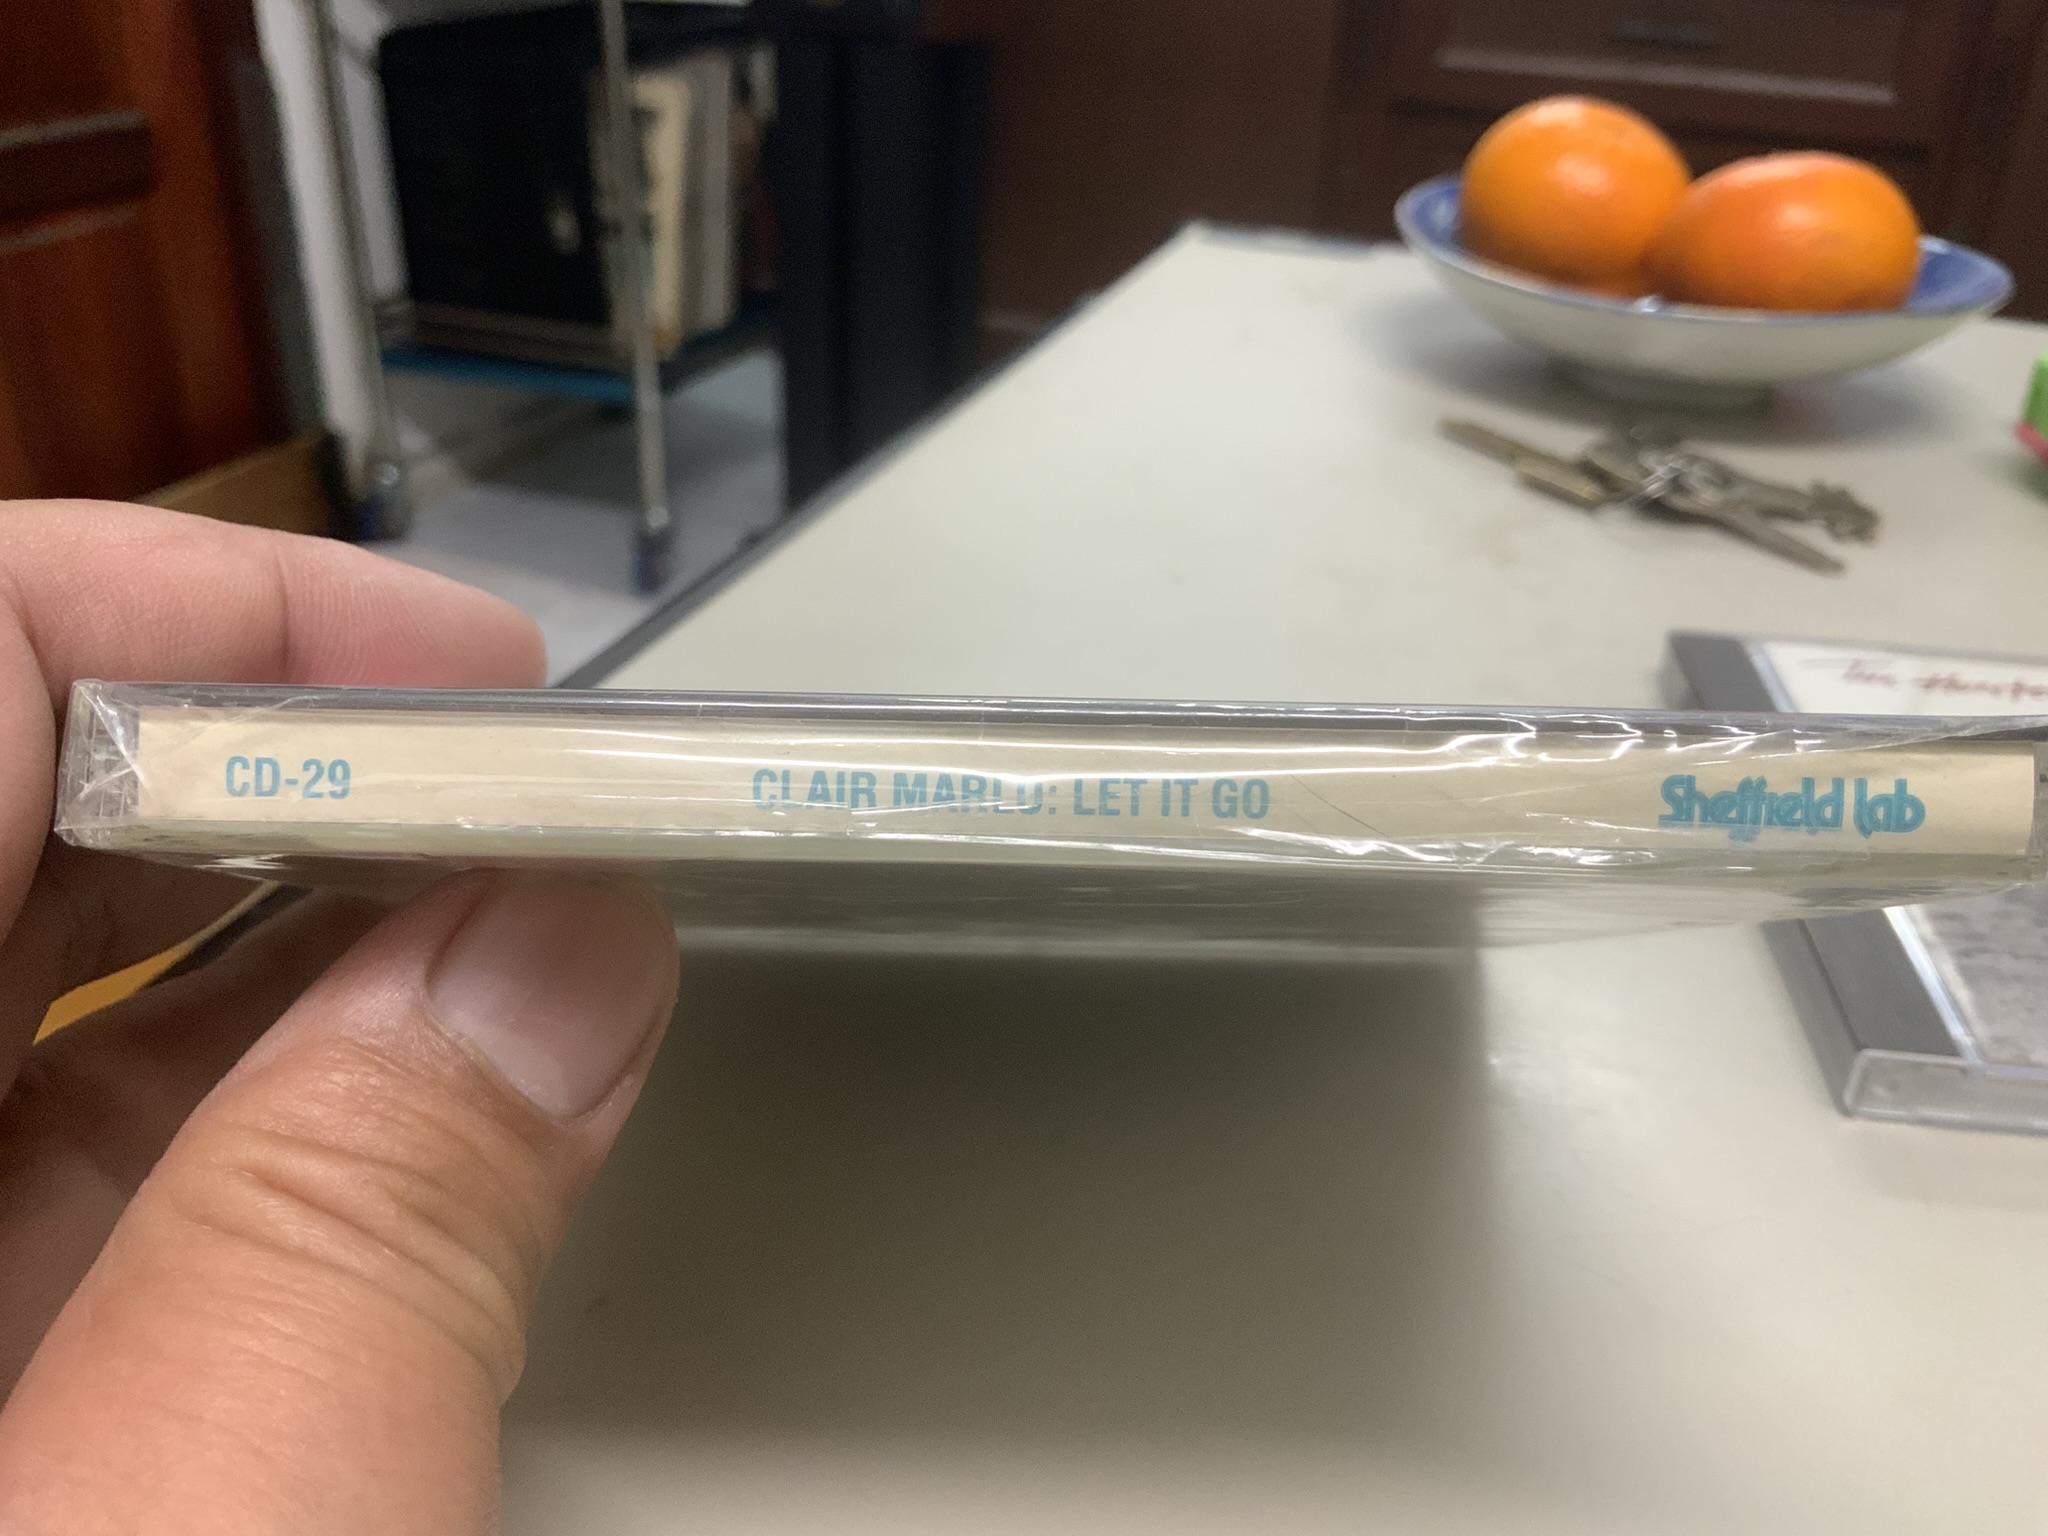 CD-29 CLAIR MARLO: LET IT GO Sheffield lab